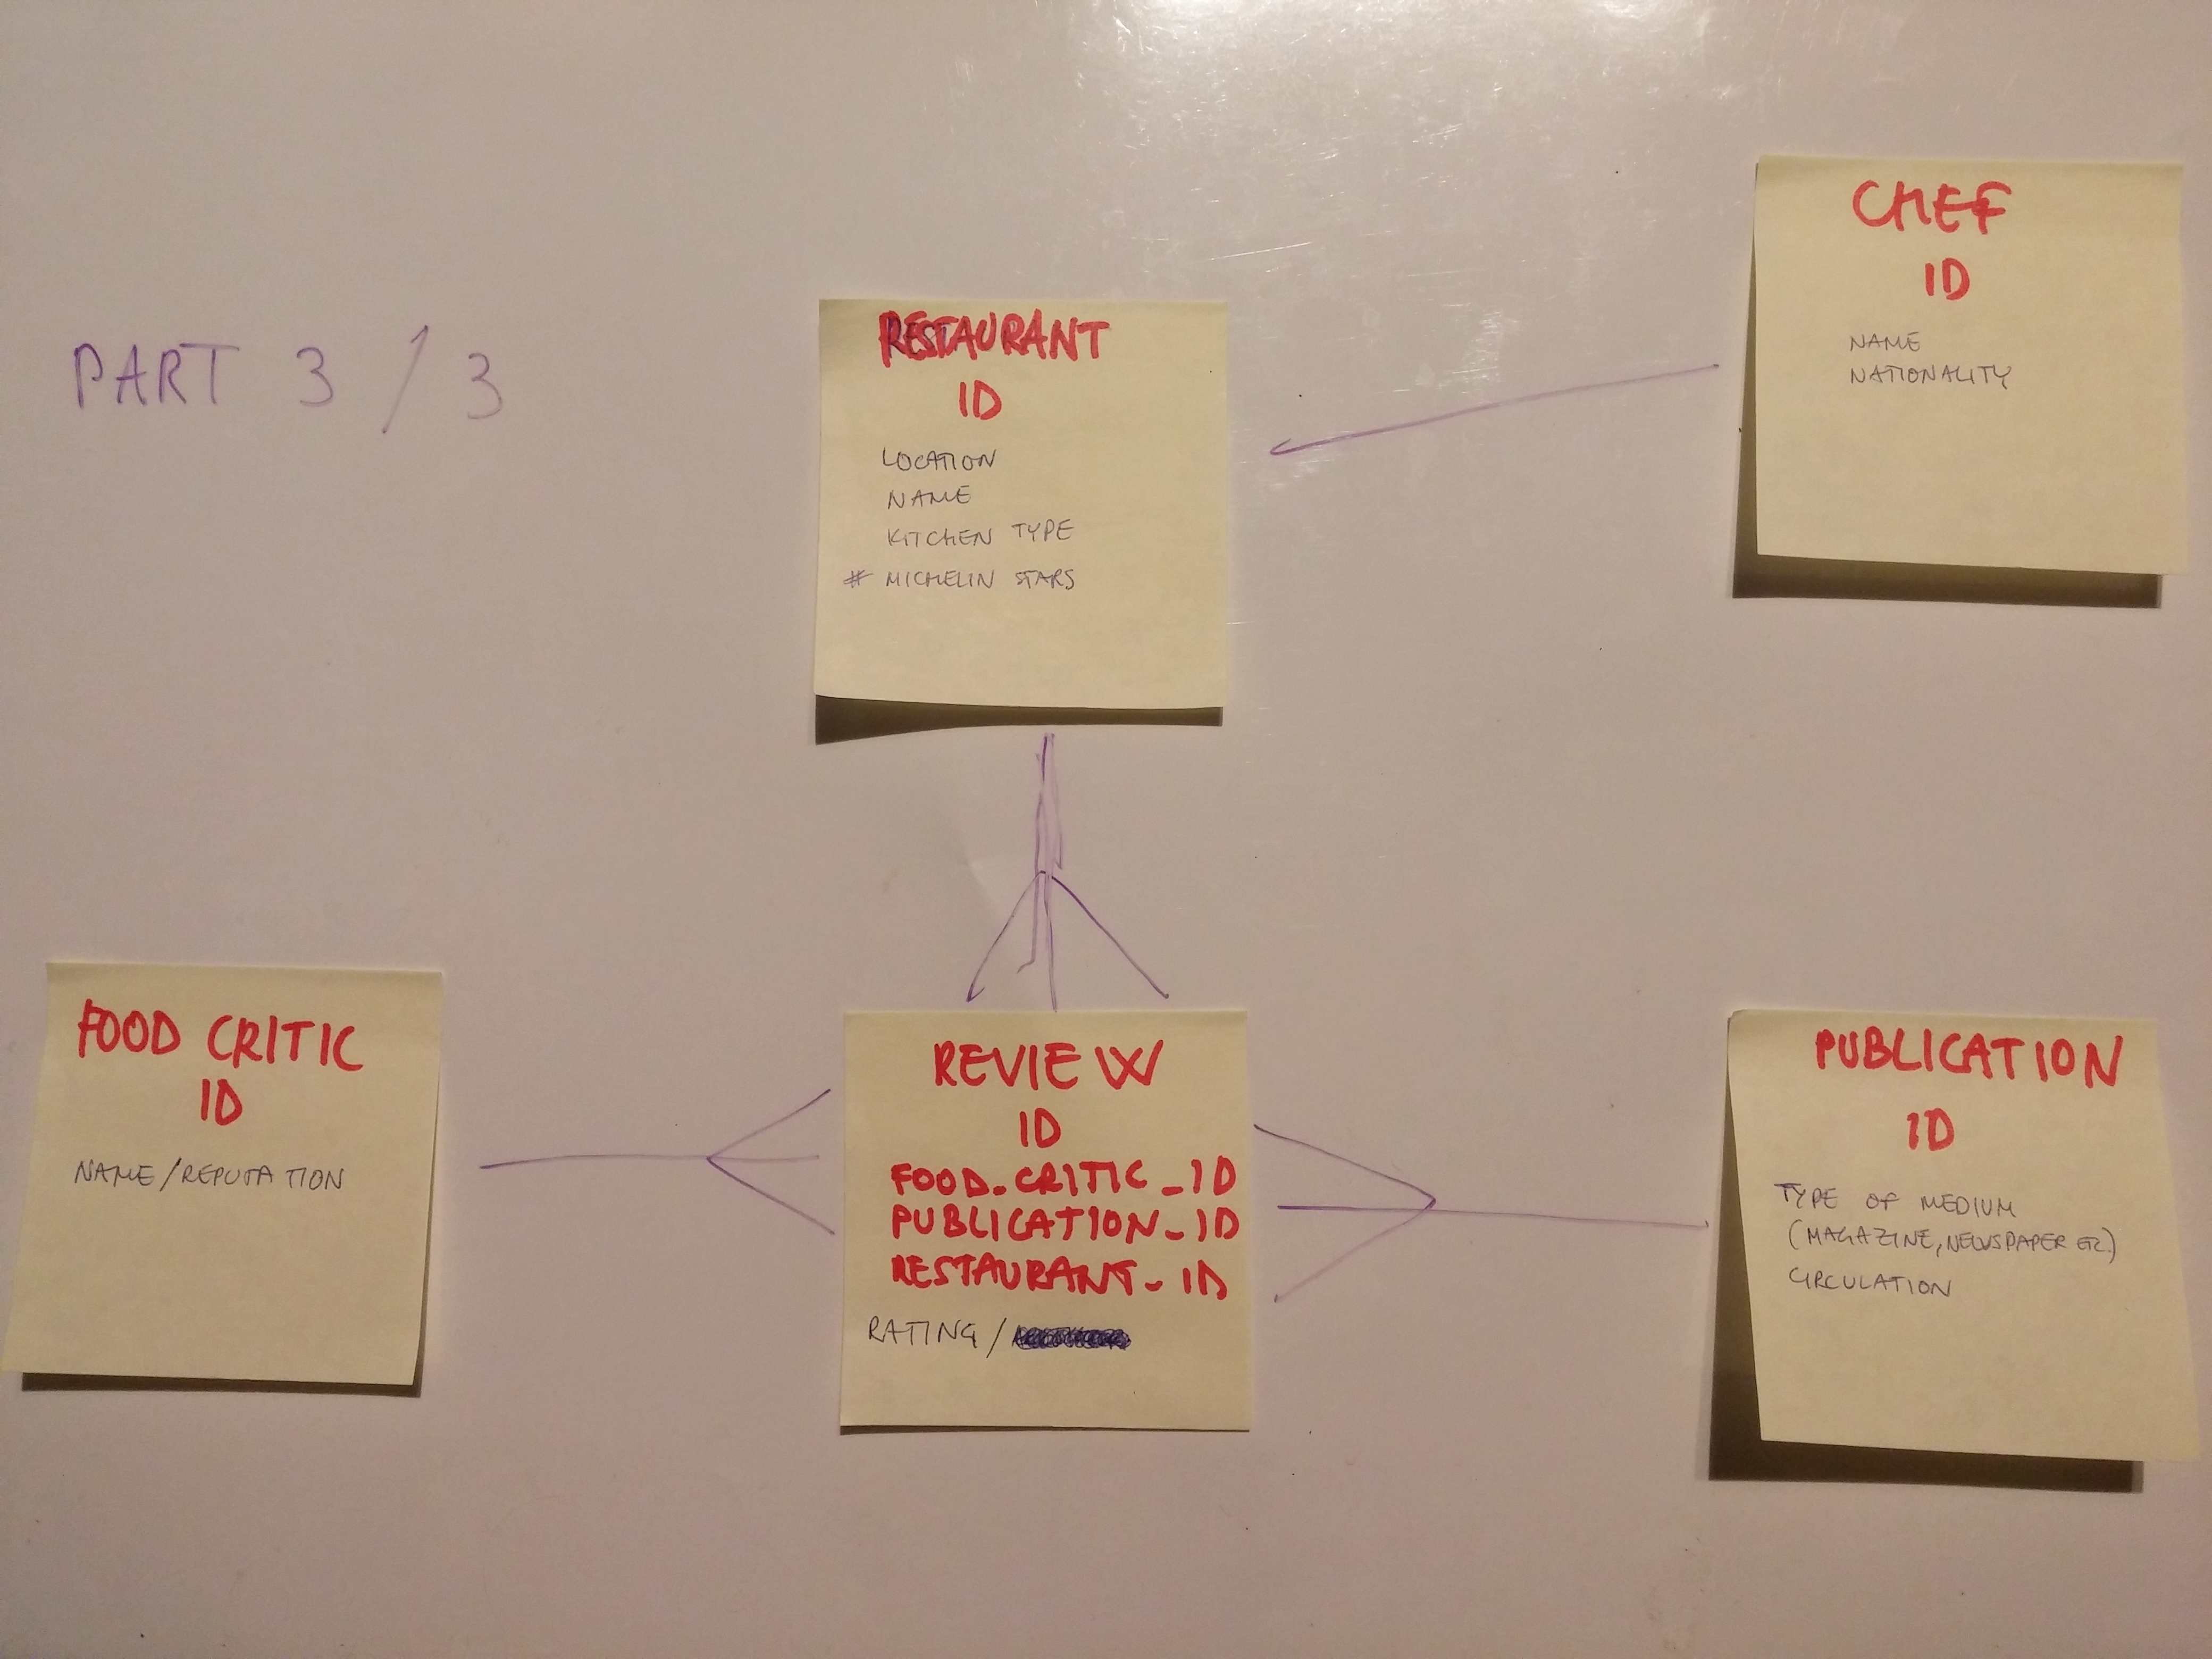 PART 3/3
RESTAURANT
ID
LOCATION
NAME
KITCHEN TYPE
# MICHELIN STARS
CHEF
ID
NAME
NATIONALITY
FOOD CRITIC
ID
NAME/REPUTATION
REVIEW
ID
FOOD_CRITIC_ID
PUBLICATION_ID
RESTAURANT_ID
RATING/
PUBLICATION
ID
TYPE OF MEDIUM
(MAGAZINE, NEWSPAPER ETC.)
CIRCULATION